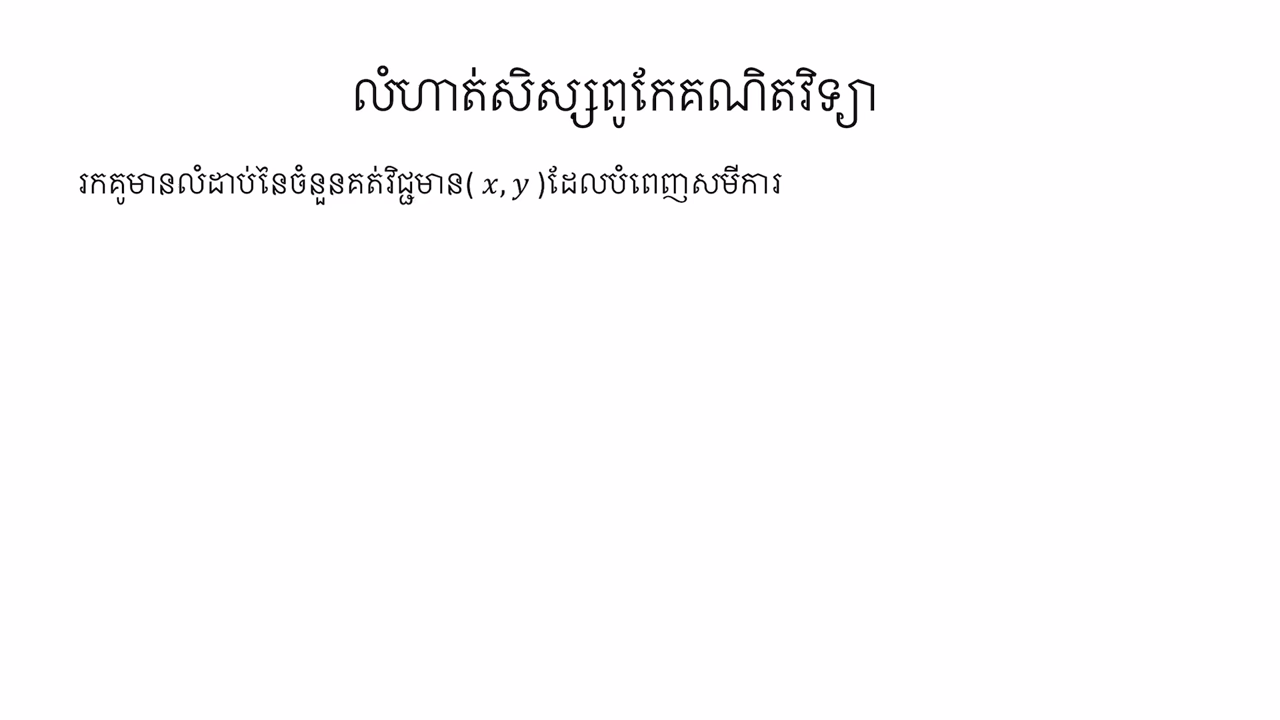 លំហាត់សិស្សពូកែគណិតវិទ្យា
រកគូមានលំដាប់នៃចំនួនគត់វិជ្ជមាន( x, y )ដែលបំពេញសមីការ